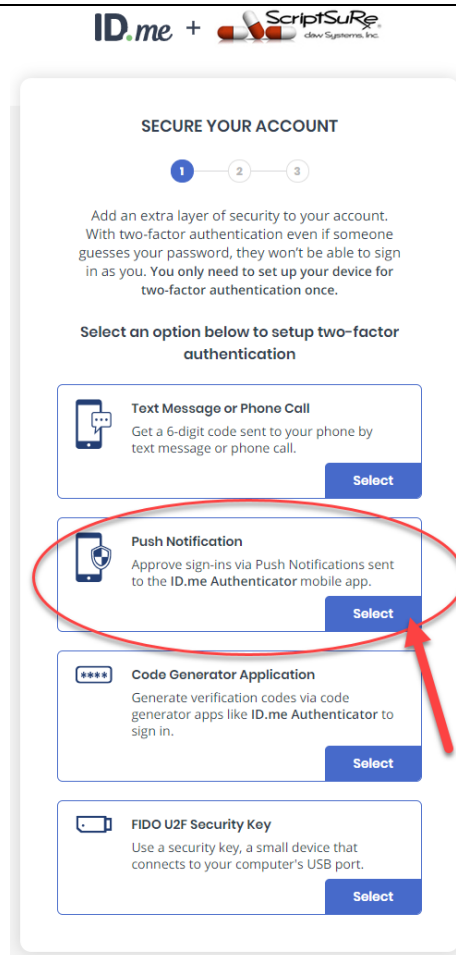 ID.me + ScriptSuRe®
daw Systems, Inc.
SECURE YOUR ACCOUNT
1 2 3
Add an extra layer of security to your account.
With two-factor authentication even if someone
guesses your password, they won't be able to sign
in as you. You only need to set up your device for
two-factor authentication once.
Select an option below to setup two-factor
authentication
Text Message or Phone Call
Get a 6-digit code sent to your phone by
text message or phone call.
Select
Push Notification
Approve sign-ins via Push Notifications sent
to the ID.me Authenticator mobile app.
Select
****
Code Generator Application
Generate verification codes via code
generator apps like ID.me Authenticator to
sign in.
Select
FIDO U2F Security Key
Use a security key, a small device that
connects to your computer's USB port.
Select